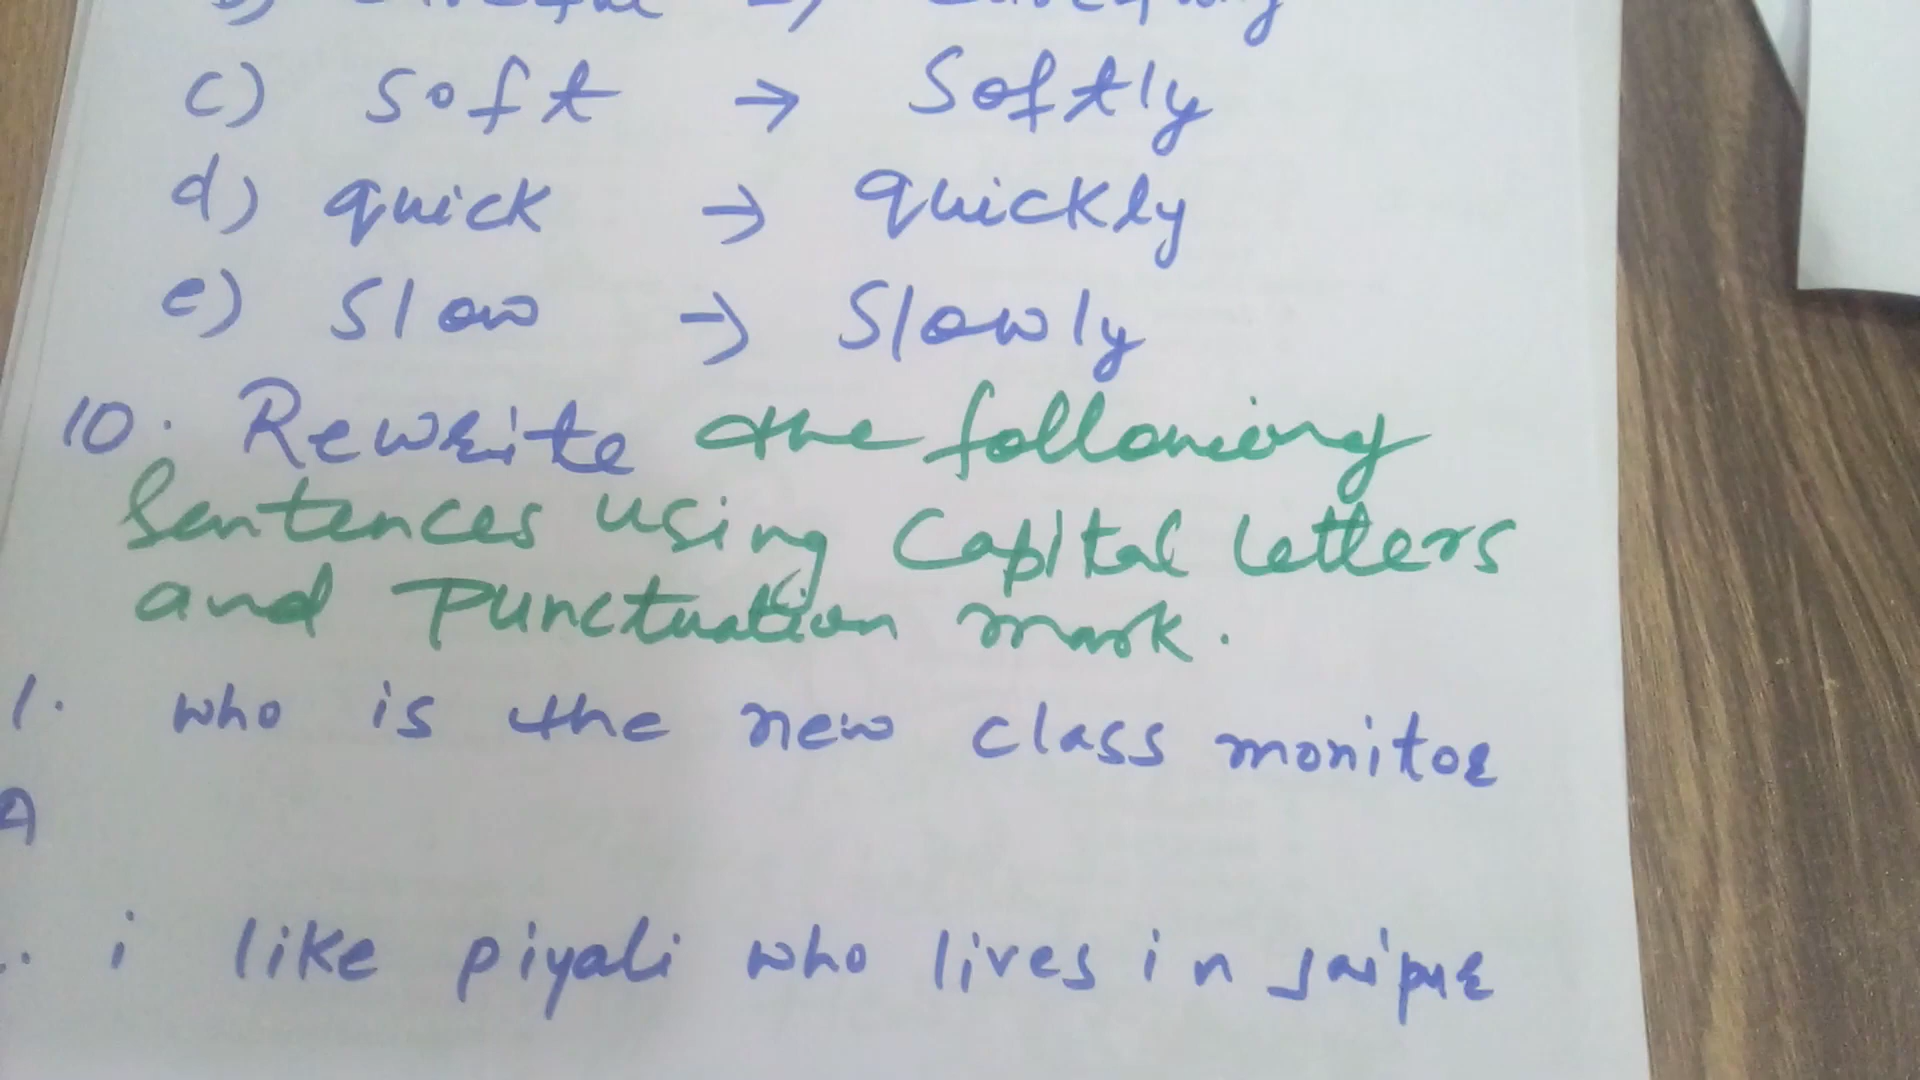 c) soft → Softly
d) quick → quickly
e) Slow → Slowly
10. Rewrite the following
Sentences using Capital letters
and Punctuation mark.
1. who is the new class monitor
A
i like piyali who lives in jaipur